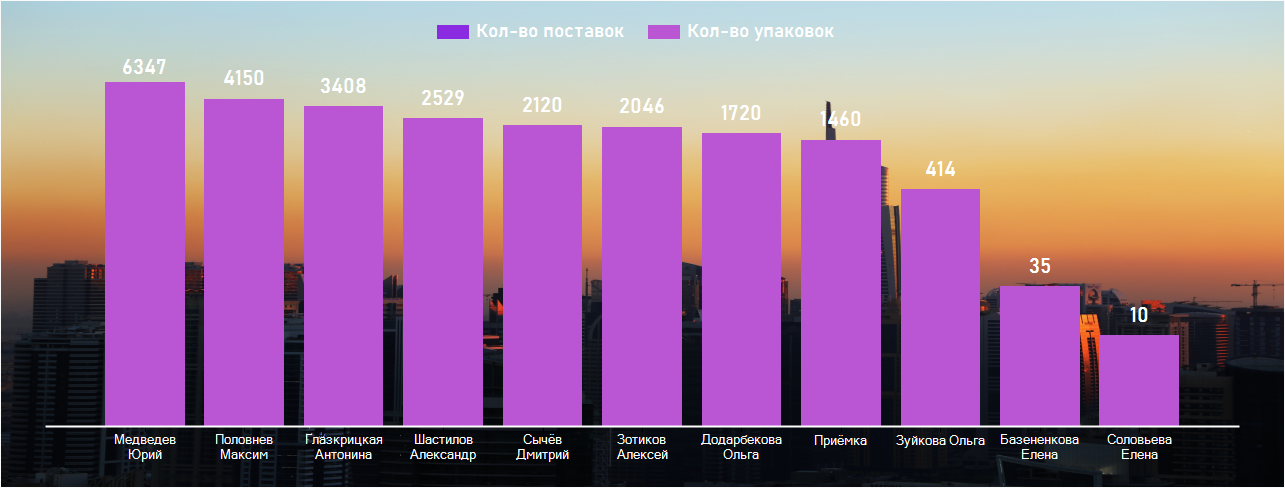 Кол-во поставок Кол-во упаковок
6347 4150 3408 2529 2120 2046 1720 1460 414 35 10
Медведев Половнев Глазкрицкая Шастилов Сычёв Зотиков Додарбекова Приёмка Зуйкова Ольга Базененкова Соловьева
Юрий Максим Антонина Александр Дмитрий Алексей Ольга Елена Елена